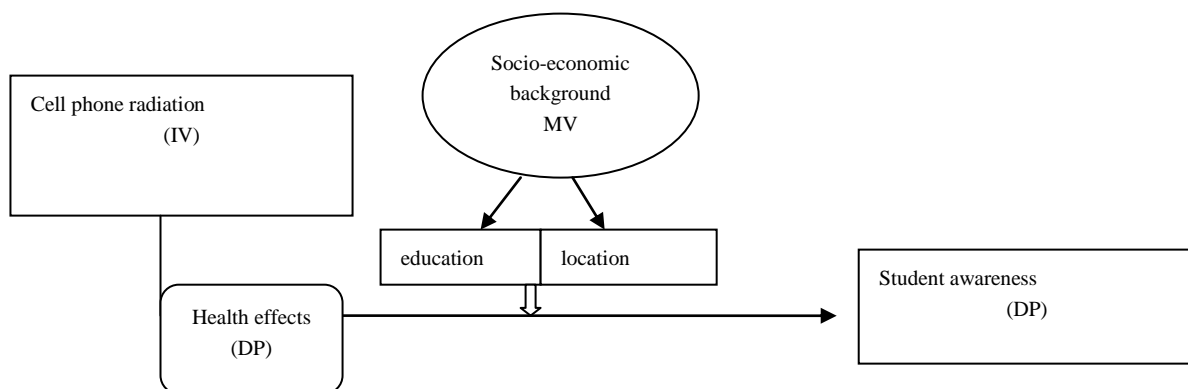 Socio-economic
background
MV
Cell phone radiation
(IV)
education
location
Student awareness
(DP)
Health effects
(DP)